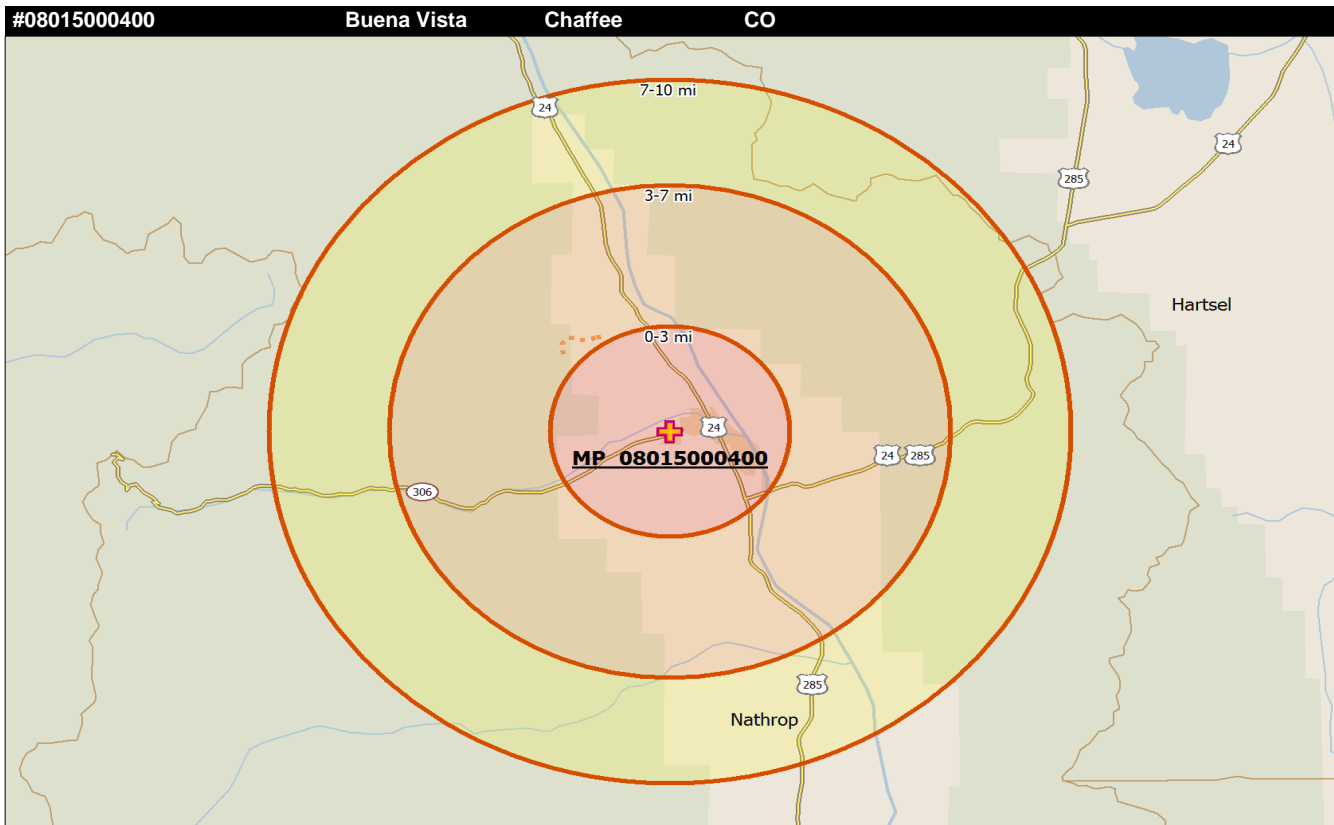 #08015000400 Buena Vista Chaffee CO
7-10 mi
24
24
285
3-7 mi
Hartsel
0-3 mi
24
MP 08015000400
24 285
306
285
Nathrop